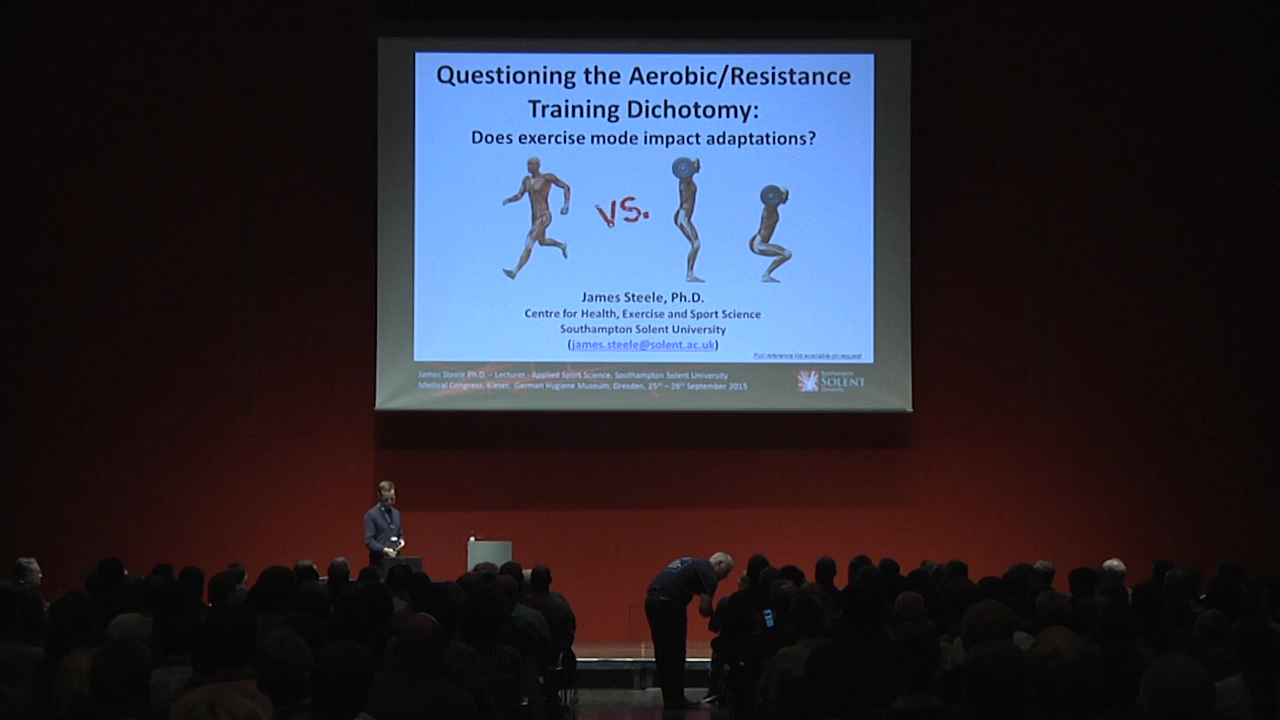 Questioning the Aerobic/Resistance
Training Dichotomy:
Does exercise mode impact adaptations?
vs.
James Steele, Ph.D.
Centre for Health, Exercise and Sport Science
Southampton Solent University
(james.steele@solent.ac.uk)
Full reference list available on request
James Steele Ph.D. – Lecturer - Applied Sport Science, Southampton Solent University
Medical Congress, Kieser, German Hygiene Museum, Dresden, 25th – 26th September 2015
Southampton
SOLENT
University